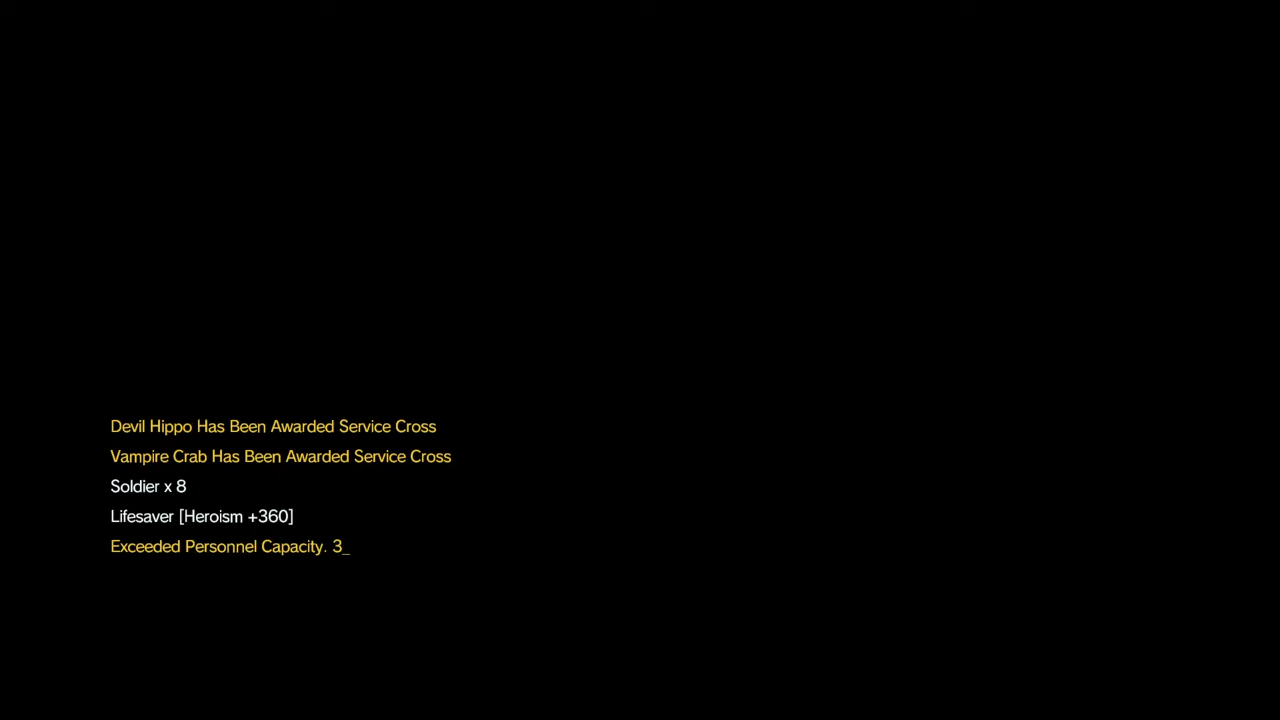 Devil Hippo Has Been Awarded Service Cross
Vampire Crab Has Been Awarded Service Cross
Soldier x 8
Lifesaver [Heroism +360]
Exceeded Personnel Capacity. 3_